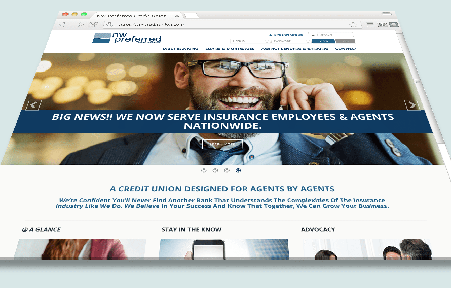 nw
preferred
BIG NEWS!! WE NOW SERVE INSURANCE EMPLOYEES & AGENTS
NATIONWIDE.
A CREDIT UNION DESIGNED FOR AGENTS BY AGENTS
We're Confident You'll Never Find Another Bank That Understands The Complexities Of The Insurance
Industry Like We Do. We Believe In Your Success And Know That Together, We Can Grow Your Business.
@ A GLANCE
STAY IN THE KNOW
ADVOCACY